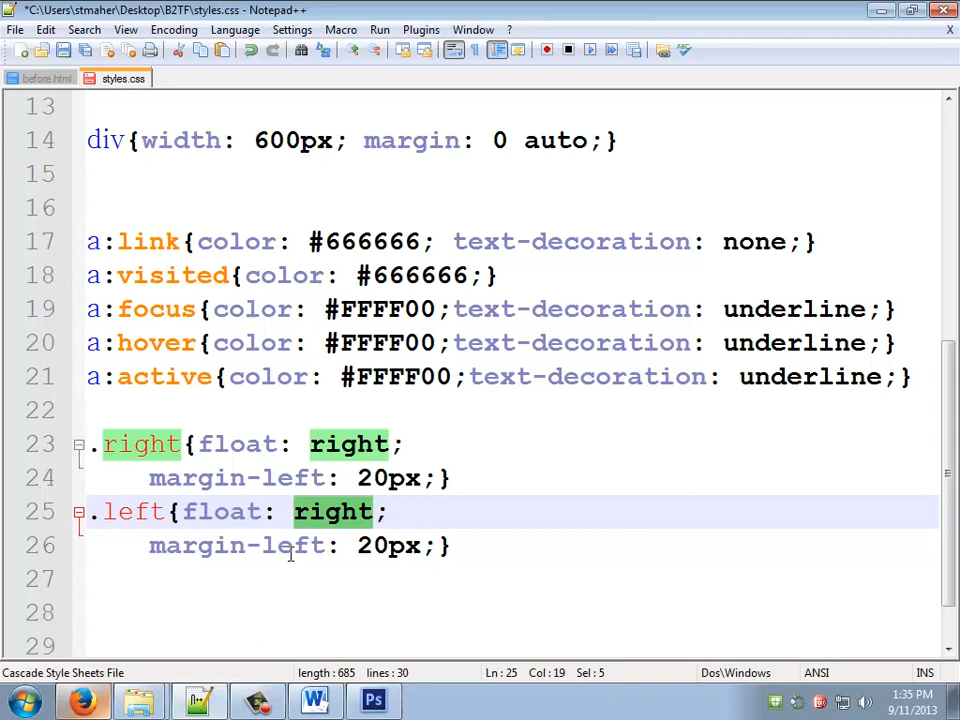 *C:\Users\stmaher\Desktop\B2TF\styles.css - Notepad++
File Edit Search View Encoding Language Settings Macro Run Plugins Window ? X
before.html styles.css
13
14 div{width: 600px; margin: 0 auto;}
15
16
17 a:link{color: #666666; text-decoration: none;}
18 a:visited{color: #666666;}
19 a:focus{color: #FFFF00;text-decoration: underline;}
20 a:hover{color: #FFFF00;text-decoration: underline;}
21 a:active{color: #FFFF00;text-decoration: underline;}
22
23 .right{float: right;
24 margin-left: 20px;}
25 .left{float: right;
26 margin-left: 20px;}
27
28
29
Cascade Style Sheets File length : 685 lines : 30 Ln : 25 Col : 19 Sel : 5 Dos\Windows ANSI INS
1:35 PM
9/11/2013